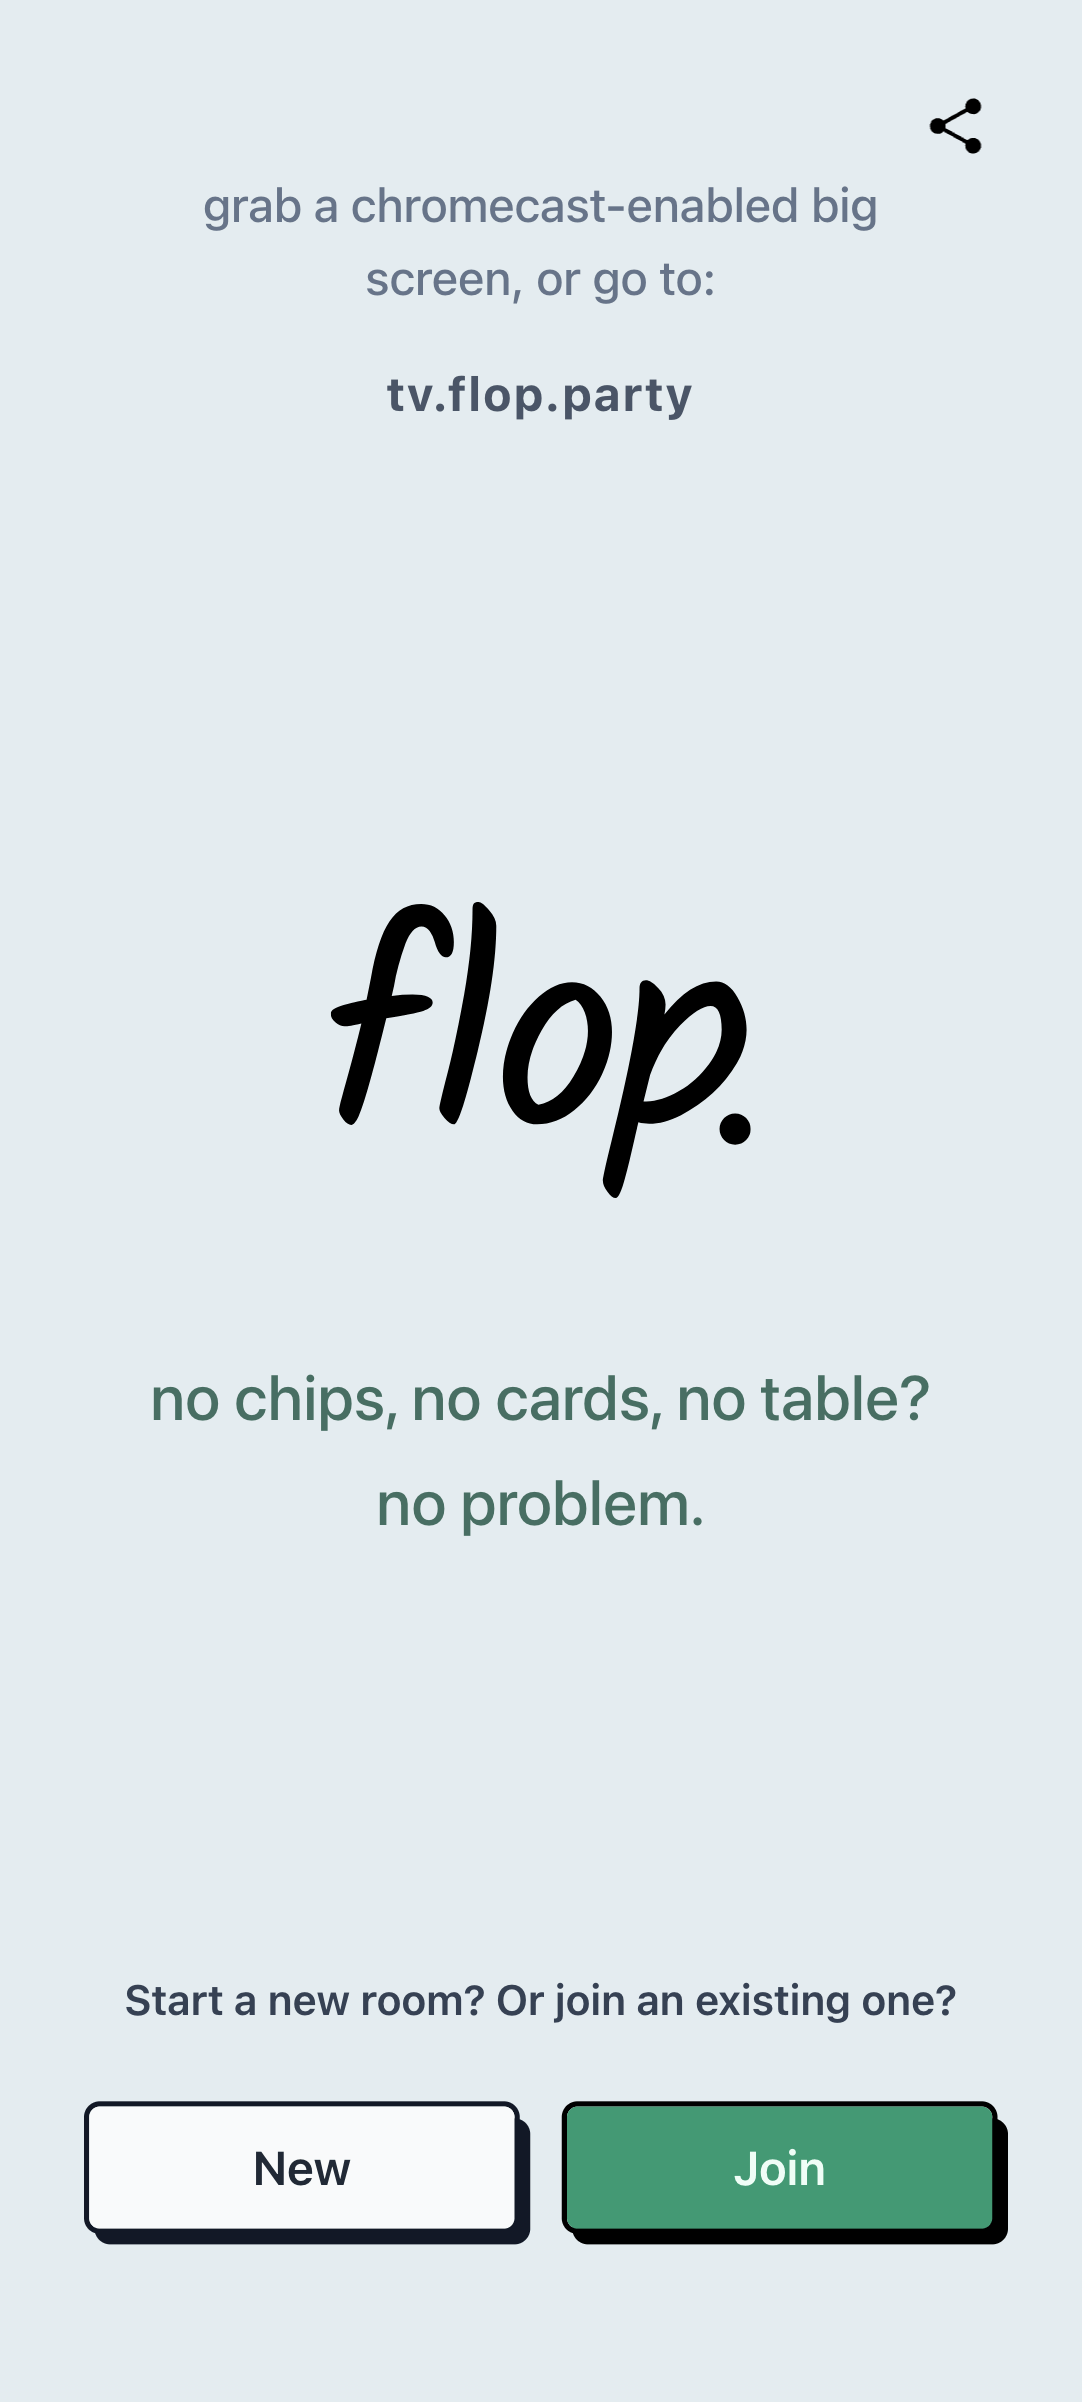 grab a chromecast-enabled big
screen, or go to:
tv.flop.party
flop.
no chips, no cards, no table?
no problem.
Start a new room? Or join an existing one?
New
Join